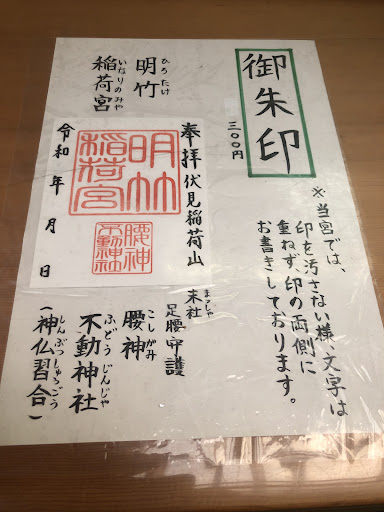 御朱印
三〇〇円
※当宮では、
印を汚さない様、文字は
重ねず、印の両側に
お書きしております。
ひろたけ
明竹
いなりのみや
稲荷宮
奉拝 伏見稲荷山
明竹
稲荷宮
腰神
不動神社
令和 年 月 日
まっしゃ
末社
足腰守護
こしがみ
腰神
ふどうじんじゃ
不動神社
しんぶつしゅうごう
(神仏習合)